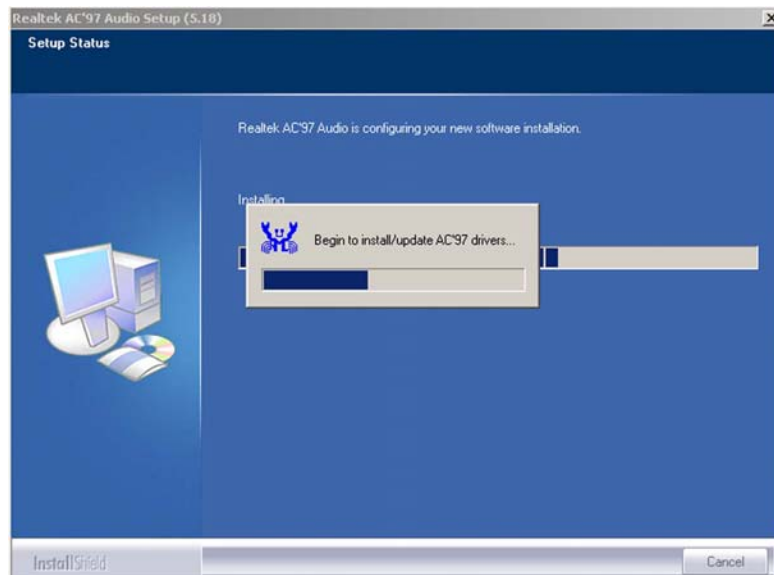 Realtek AC'97 Audio Setup (5.18)
Setup Status
Realtek AC'97 Audio is configuring your new software installation.
Installing
Begin to install/update AC'97 drivers...
InstallShield
Cancel